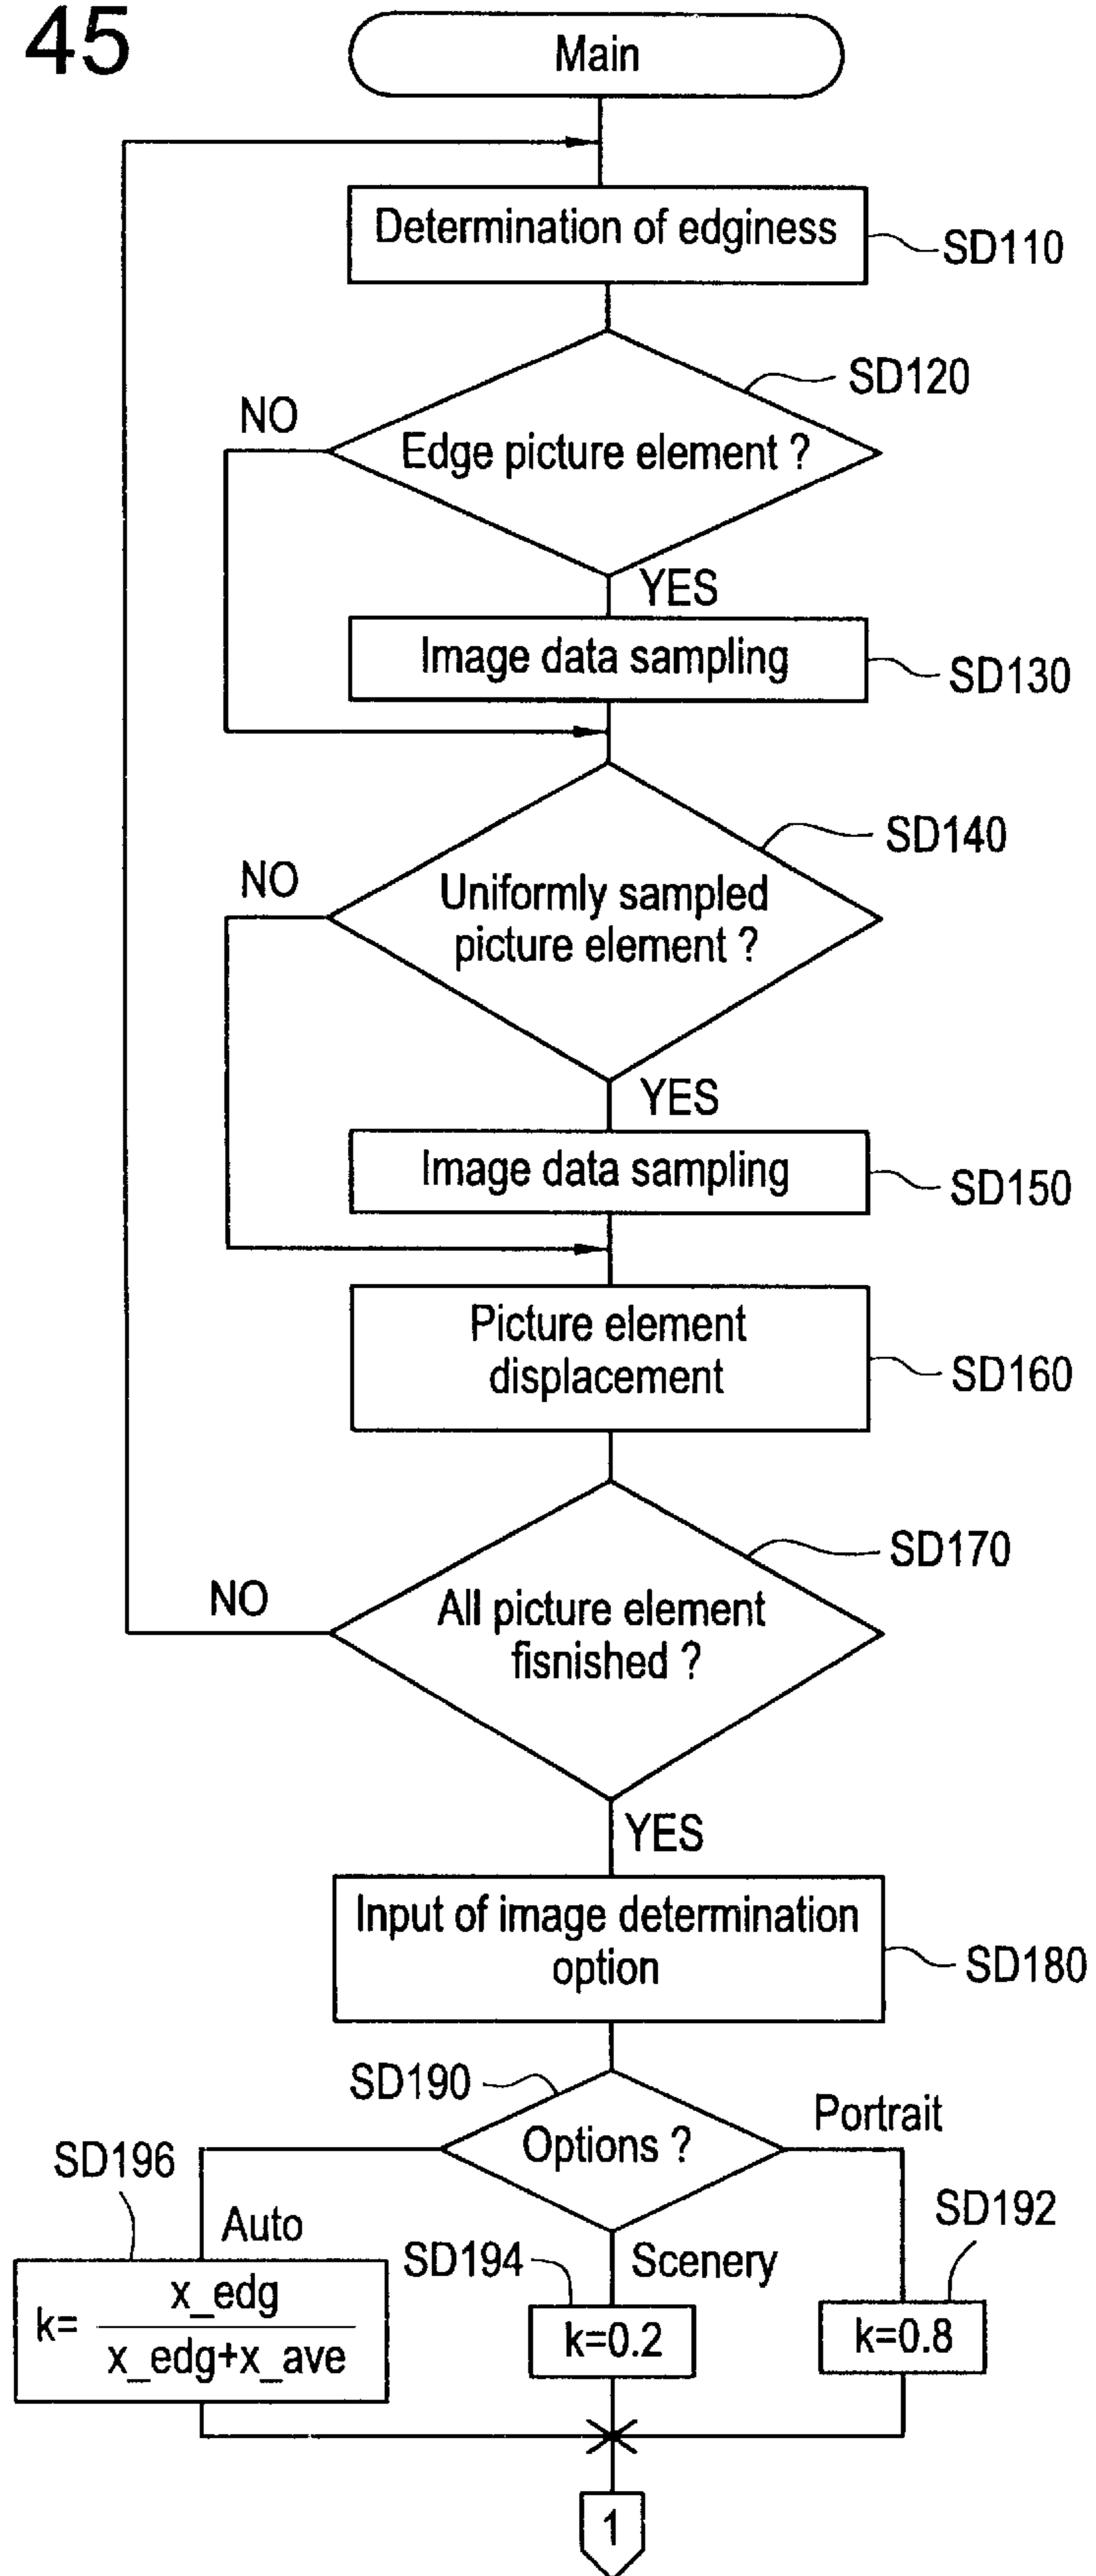 45
Main
Determination of edginess
SD110
SD120
NO
Edge picture element ?
YES
Image data sampling
SD130
SD140
NO
Uniformly sampled
picture element ?
YES
Image data sampling
SD150
Picture element
displacement
SD160
SD170
NO
All picture element
fisnished ?
YES
Input of image determination
option
SD180
SD190
Portrait
Options ?
SD196
SD192
Auto
SD194
Scenery
x_edg
k=
x_edg+x_ave
k=0.2
k=0.8
1